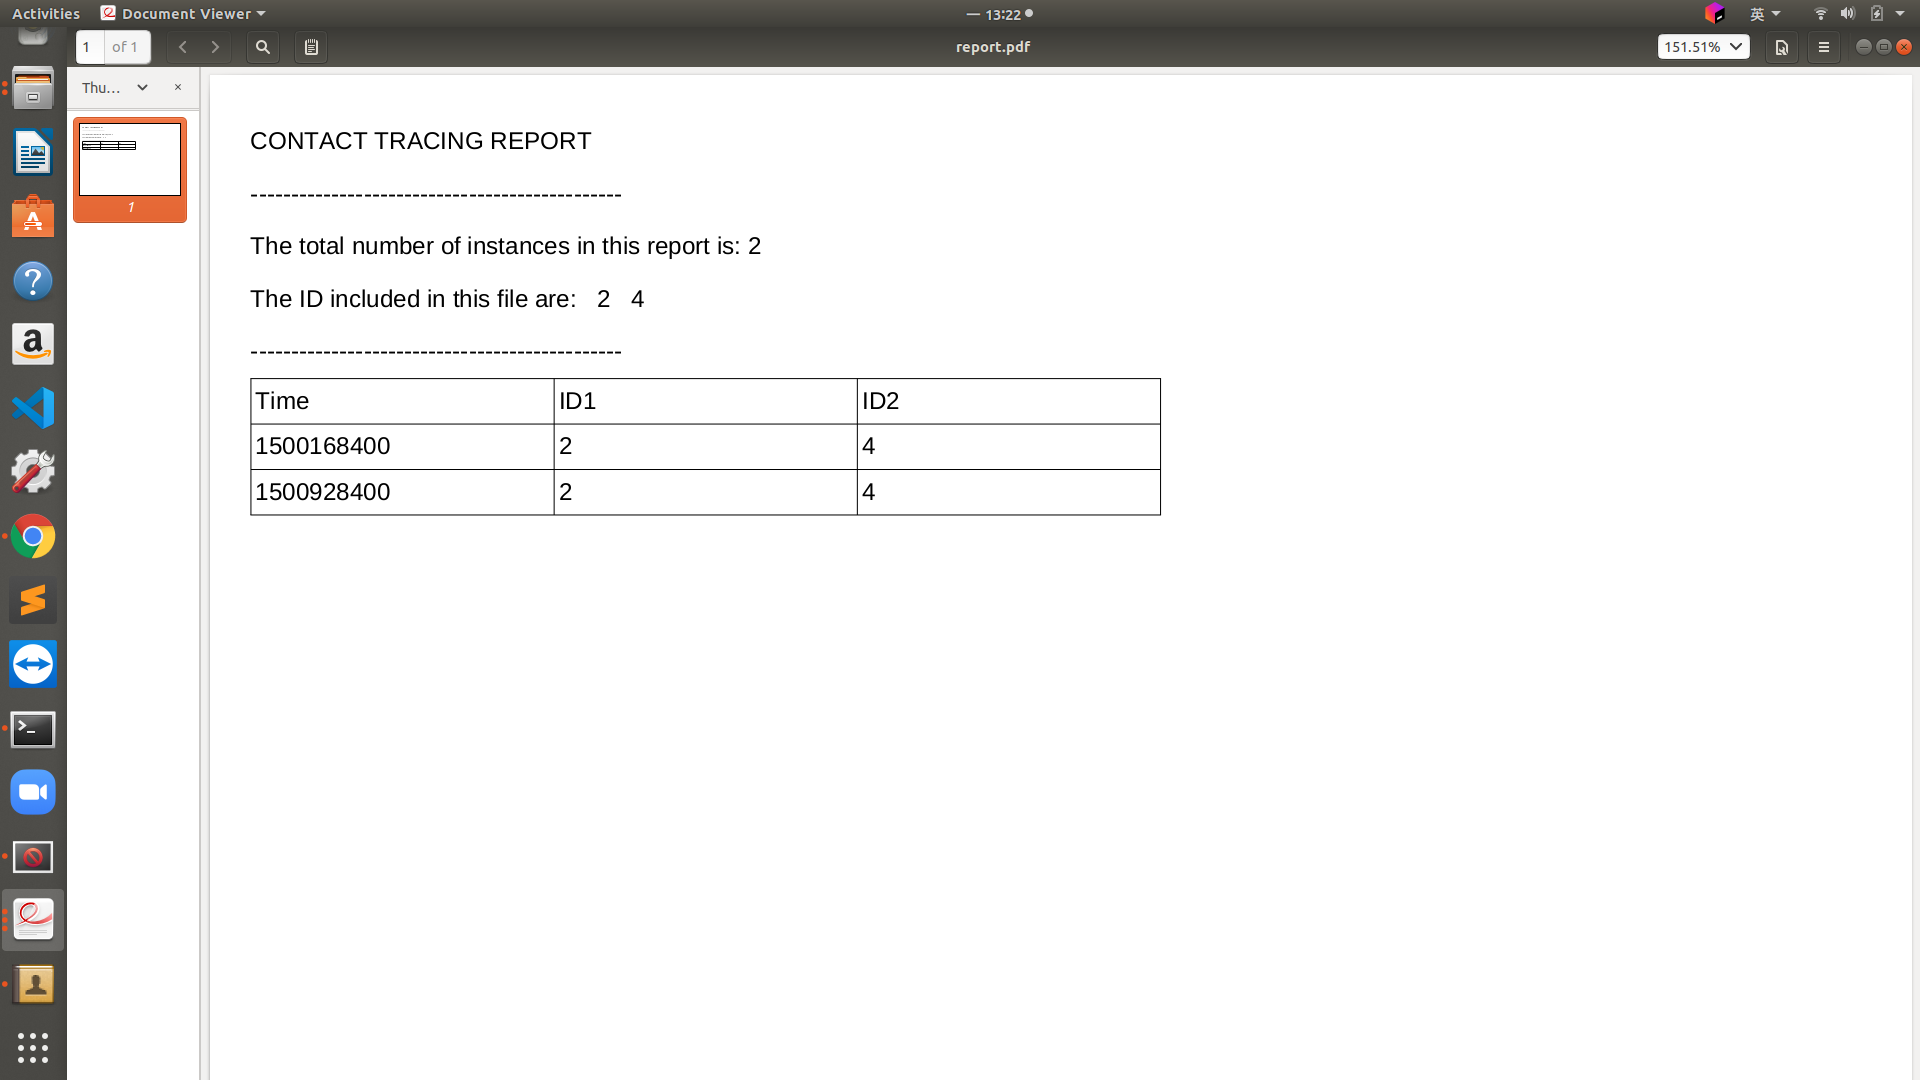 Activities Document Viewer — 13:22 英
1 of 1 report.pdf 151.51%
Thu...
1
CONTACT TRACING REPORT
----------------------------------------------
The total number of instances in this report is: 2
The ID included in this file are: 2 4
----------------------------------------------
Time ID1 ID2
1500168400 2 4
1500928400 2 4